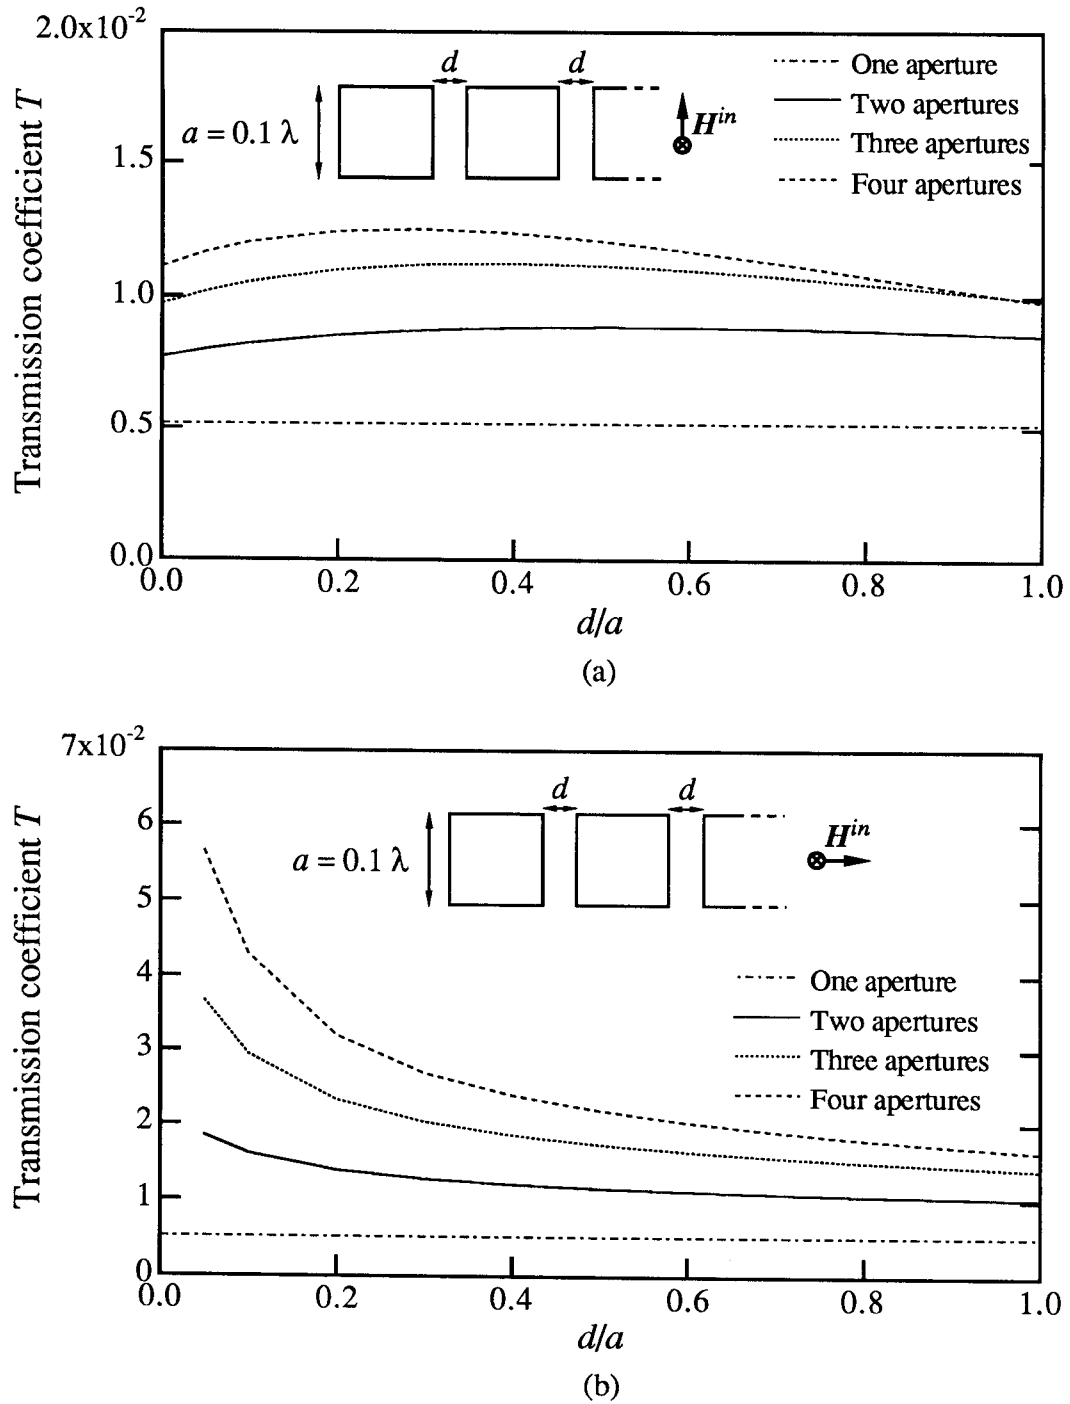 2.0x10-2
1.5
1.0
0.5
0.0
Transmission coefficient T
d
d
a = 0.1 λ
H in
One aperture
Two apertures
Three apertures
Four apertures
0.0
0.2
0.4
0.6
0.8
1.0
d/a
(a)
7x10-2
6
5
4
3
2
1
0
Transmission coefficient T
d
d
a = 0.1 λ
H in
One aperture
Two apertures
Three apertures
Four apertures
0.0
0.2
0.4
0.6
0.8
1.0
d/a
(b)